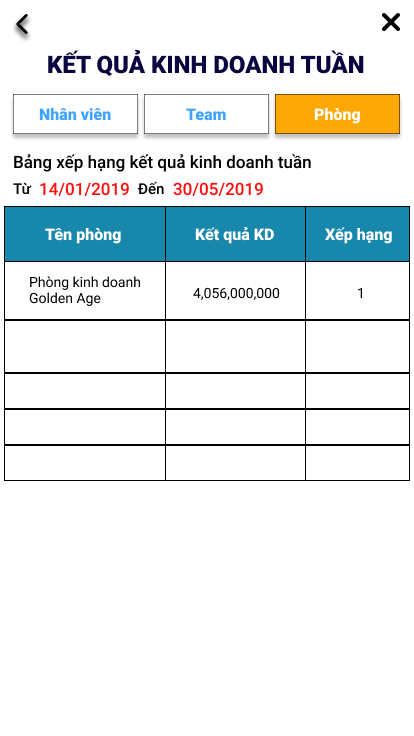 KẾT QUẢ KINH DOANH TUẦN
Nhân viên Team Phòng
Bảng xếp hạng kết quả kinh doanh tuần
Từ 14/01/2019 Đến 30/05/2019
Tên phòng Kết quả KD Xếp hạng
Phòng kinh doanh
Golden Age
4,056,000,000 1